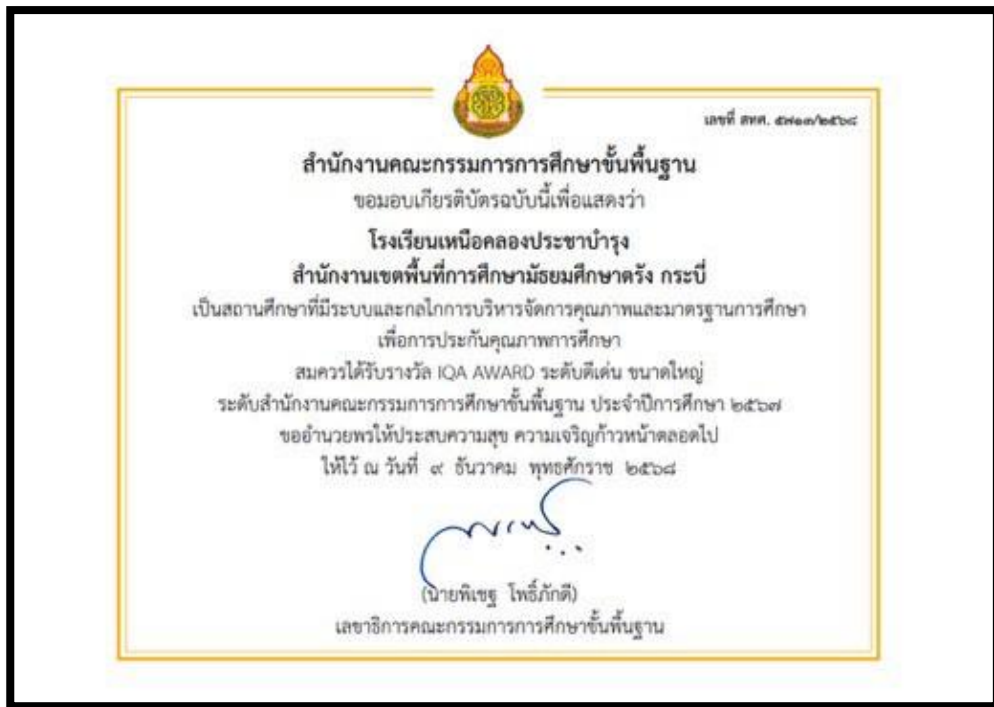 เลขที่ สทศ. ๕๗๑๓/๒๕๖๘
สำนักงานคณะกรรมการการศึกษาขั้นพื้นฐาน
ขอมอบเกียรติบัตรฉบับนี้เพื่อแสดงว่า
โรงเรียนเหนือคลองประชาบำรุง
สำนักงานเขตพื้นที่การศึกษามัธยมศึกษาตรัง กระบี่
เป็นสถานศึกษาที่มีระบบและกลไกการบริหารจัดการคุณภาพและมาตรฐานการศึกษา
เพื่อการประกันคุณภาพการศึกษา
สมควรได้รับรางวัล IQA AWARD ระดับดีเด่น ขนาดใหญ่
ระดับสำนักงานคณะกรรมการการศึกษาขั้นพื้นฐาน ประจำปีการศึกษา ๒๕๖๗
ขออำนวยพรให้ประสบความสุข ความเจริญก้าวหน้าตลอดไป
ให้ไว้ ณ วันที่ ๙ ธันวาคม พุทธศักราช ๒๕๖๘
(นายพิเชฐ โพธิ์ภักดี)
เลขาธิการคณะกรรมการการศึกษาขั้นพื้นฐาน